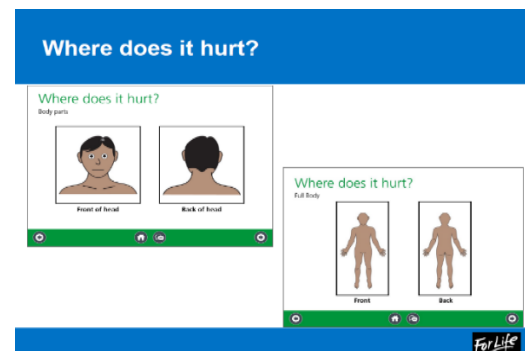 Where does it hurt?
Where does it hurt?
Body parts
Front of head
Back of head
Where does it hurt?
Full Body
Front
Back
For Life